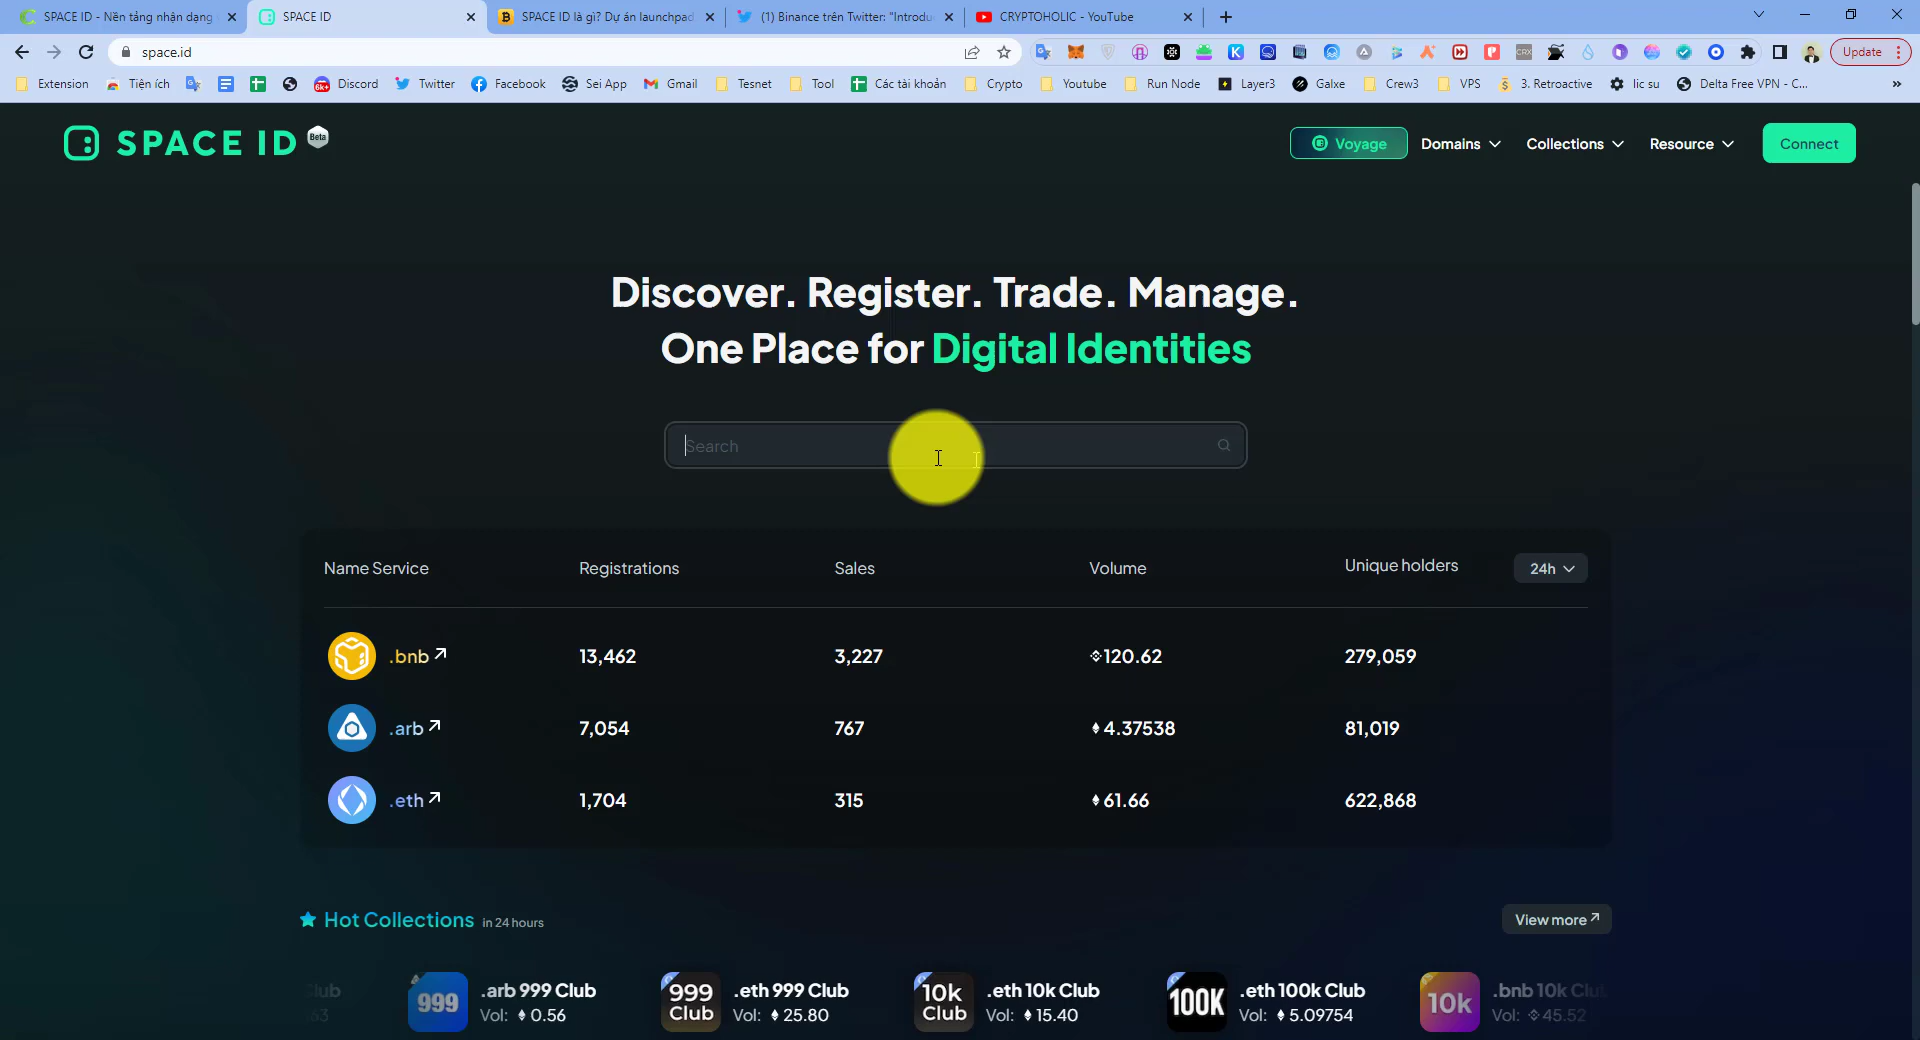 SPACE ID - Nền tảng nhận dạng
SPACE ID
SPACE ID là gì? Dự án launchpad
(1) Binance trên Twitter: "Introdu
CRYPTOHOLIC - YouTube
space.id
Update
Extension
Tiện ích
Discord
Twitter
Facebook
Sei App
Gmail
Tesnet
Tool
Các tài khoản
Crypto
Youtube
Run Node
Layer3
Galxe
Crew3
VPS
3. Retroactive
lic su
Delta Free VPN - C...
SPACE ID Beta
Voyage
Domains
Collections
Resource
Connect
Discover. Register. Trade. Manage.
One Place for Digital Identities
Search
Name Service Registrations Sales Volume Unique holders 24h
.bnb 13,462 3,227 120.62 279,059
.arb 7,054 767 4.37538 81,019
.eth 1,704 315 61.66 622,868
Hot Collections in 24 hours
View more
Club
999
.arb 999 Club
Vol: 0.56
999 Club
.eth 999 Club
Vol: 25.80
10k Club
.eth 10k Club
Vol: 15.40
100K
.eth 100k Club
Vol: 5.09754
10k
.bnb 10k Club
Vol: 45.52